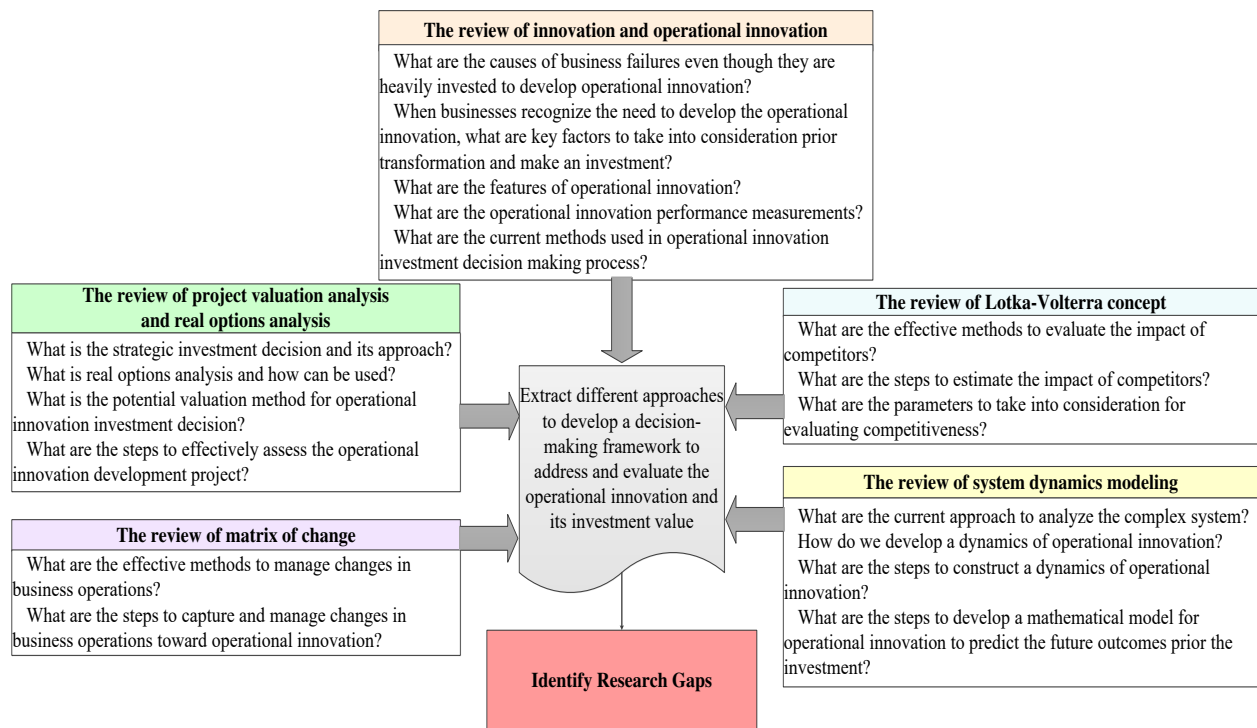 The review of innovation and operational innovation
What are the causes of business failures even though they are
heavily invested to develop operational innovation?
When businesses recognize the need to develop the operational
innovation, what are key factors to take into consideration prior
transformation and make an investment?
What are the features of operational innovation?
What are the operational innovation performance measurements?
What are the current methods used in operational innovation
investment decision making process?
The review of project valuation analysis
and real options analysis
What is the strategic investment decision and its approach?
What is real options analysis and how can be used?
What is the potential valuation method for operational
innovation investment decision?
What are the steps to effectively assess the operational
innovation development project?
The review of matrix of change
What are the effective methods to manage changes in
business operations?
What are the steps to capture and manage changes in
business operations toward operational innovation?
Extract different approaches
to develop a decision-
making framework to
address and evaluate the
operational innovation and
its investment value
The review of Lotka-Volterra concept
What are the effective methods to evaluate the impact of
competitors?
What are the steps to estimate the impact of competitors?
What are the parameters to take into consideration for
evaluating competitiveness?
The review of system dynamics modeling
What are the current approach to analyze the complex system?
How do we develop a dynamics of operational innovation?
What are the steps to construct a dynamics of operational
innovation?
What are the steps to develop a mathematical model for
operational innovation to predict the future outcomes prior the
investment?
Identify Research Gaps